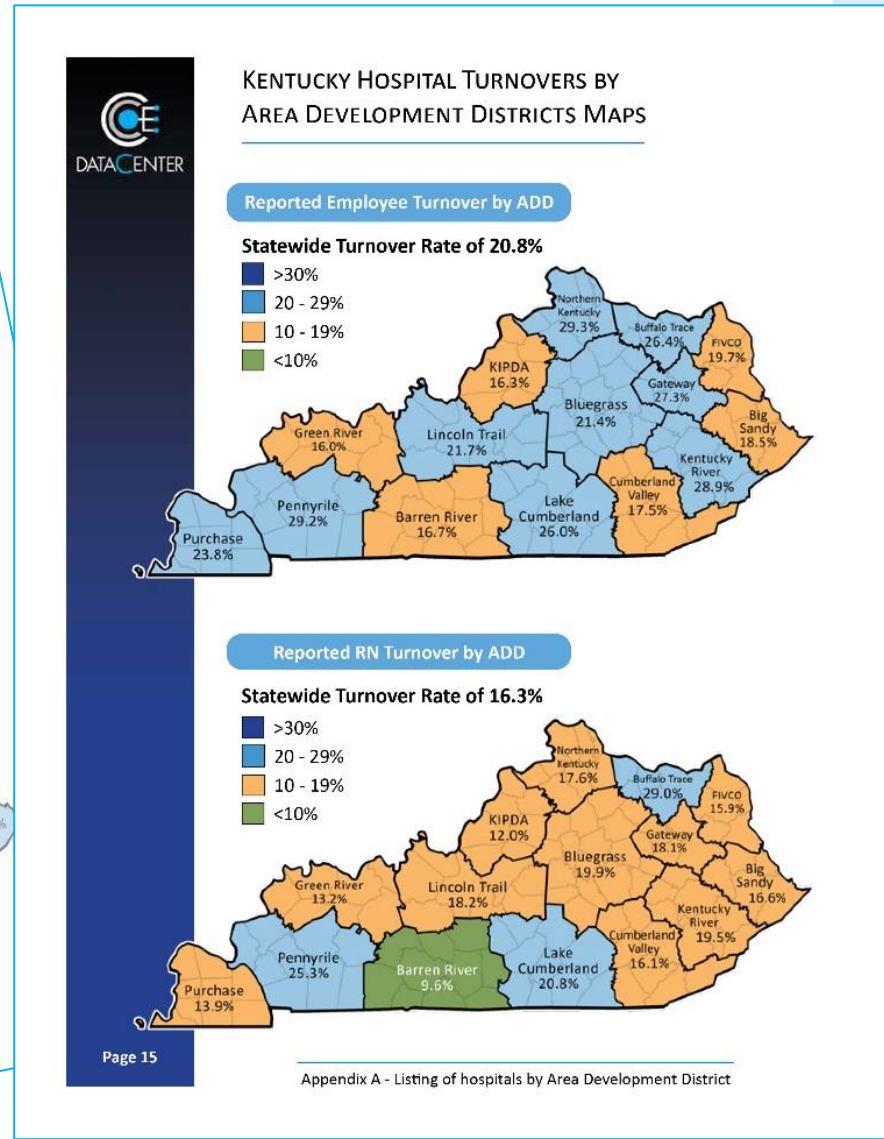 KENTUCKY HOSPITAL TURNOVERS BY
AREA DEVELOPMENT DISTRICTS MAPS
CE
DATACENTER
Reported Employee Turnover by ADD
Statewide Turnover Rate of 20.8%
>30%
20 - 29%
10 - 19%
<10%
Northern
Kentucky
29.3%
Buffalo Trace
26.4%
FIVCO
19.7%
KIPDA
16.3%
Gateway
27.3%
Bluegrass
21.4%
Big
Sandy
18.5%
Green River
16.0%
Lincoln Trail
21.7%
Kentucky
River
28.9%
Cumberland
Valley
17.5%
Pennyrile
29.2%
Barren River
16.7%
Lake
Cumberland
26.0%
Purchase
23.8%
Reported RN Turnover by ADD
Statewide Turnover Rate of 16.3%
>30%
20 - 29%
10 - 19%
<10%
Northern
Kentucky
17.6%
Buffalo Trace
29.0%
FIVCO
15.9%
KIPDA
12.0%
Gateway
18.1%
Bluegrass
19.9%
Big
Sandy
16.6%
Green River
13.2%
Lincoln Trail
18.2%
Kentucky
River
19.5%
Cumberland
Valley
16.1%
Pennyrile
25.3%
Barren River
9.6%
Lake
Cumberland
20.8%
Purchase
13.9%
%
Page 15
Appendix A - Listing of hospitals by Area Development District